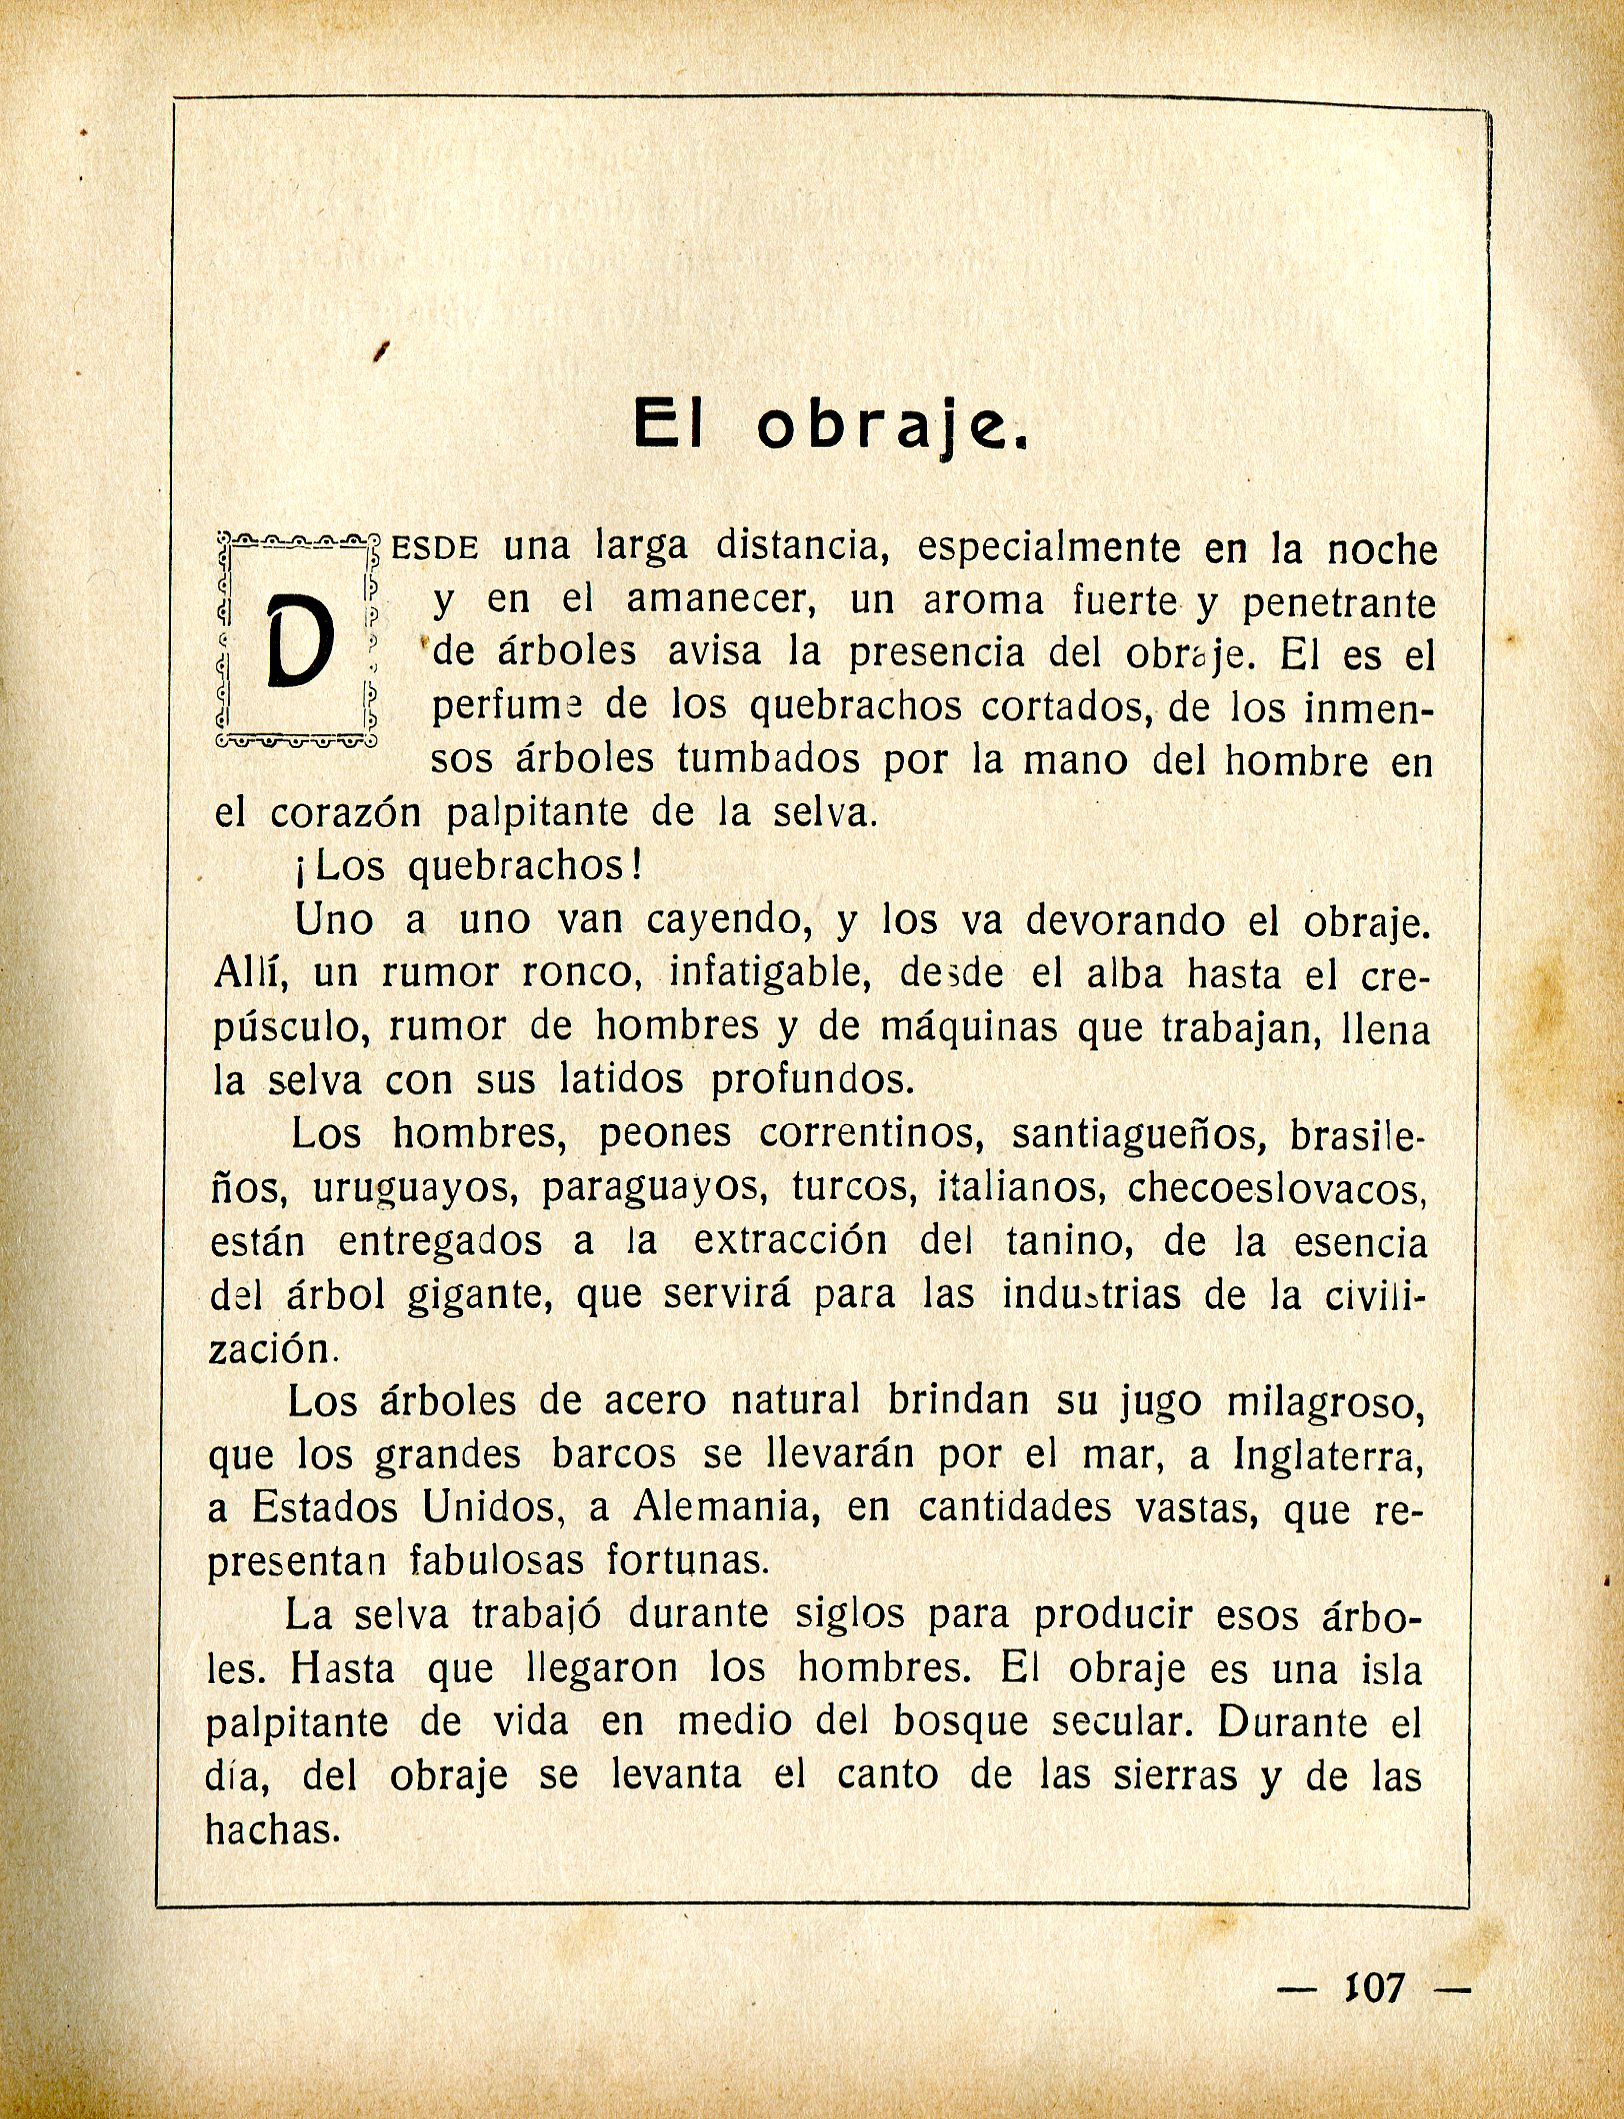 El obraje.
DESDE una larga distancia, especialmente en la noche
y en el amanecer, un aroma fuerte y penetrante
de árboles avisa la presencia del obraje. El es el
perfume de los quebrachos cortados, de los inmen-
sos árboles tumbados por la mano del hombre en
el corazón palpitante de la selva.
¡Los quebrachos!
Uno a uno van cayendo, y los va devorando el obraje.
Allí, un rumor ronco, infatigable, desde el alba hasta el cre-
púsculo, rumor de hombres y de máquinas que trabajan, llena
la selva con sus latidos profundos.
Los hombres, peones correntinos, santiagueños, brasile-
ños, uruguayos, paraguayos, turcos, italianos, checoeslovacos,
están entregados a la extracción del tanino, de la esencia
del árbol gigante, que servirá para las industrias de la civili-
zación.
Los árboles de acero natural brindan su jugo milagroso,
que los grandes barcos se llevarán por el mar, a Inglaterra,
a Estados Unidos, a Alemania, en cantidades vastas, que re-
presentan fabulosas fortunas.
La selva trabajó durante siglos para producir esos árbo-
les. Hasta que llegaron los hombres. El obraje es una isla
palpitante de vida en medio del bosque secular. Durante el
día, del obraje se levanta el canto de las sierras y de las
hachas.
— 107 —